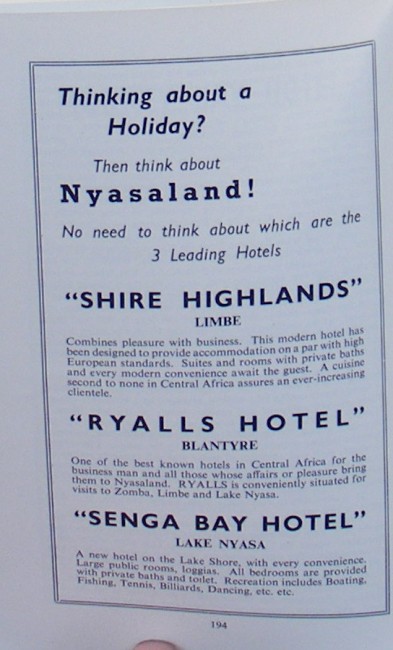 Thinking about a
Holiday?
Then think about
Nyasaland!
No need to think about which are the
3 Leading Hotels
"SHIRE HIGHLANDS"
LIMBE
Combines pleasure with business. This modern hotel has
been designed to provide accommodation on a par with high
European standards. Suites and rooms with private baths
and every modern convenience await the guest. A cuisine
second to none in Central Africa assures an ever-increasing
clientele.
"RYALLS HOTEL"
BLANTYRE
One of the best known hotels in Central Africa for the
business man and all those whose affairs or pleasure bring
them to Nyasaland. RYALLS is conveniently situated for
visits to Zomba, Limbe and Lake Nyasa.
"SENGA BAY HOTEL"
LAKE NYASA
A new hotel on the Lake Shore, with every convenience.
Large public rooms, loggias. All bedrooms are provided
with private baths and toilet. Recreation includes Boating,
Fishing, Tennis, Billiards, Dancing, etc. etc.
194